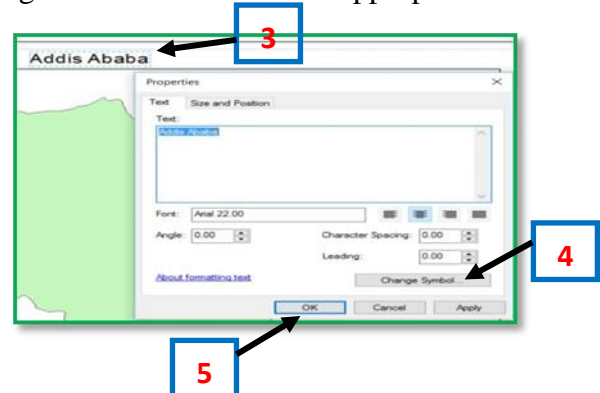 3
Addis Ababa
Properties
Text Size and Position
Text:
Addis Ababa
Font: Arial 22.00
Angle: 0.00 Character Spacing: 0.00
Leading: 0.00
About formatting text Change Symbol...
4
OK Cancel Apply
5